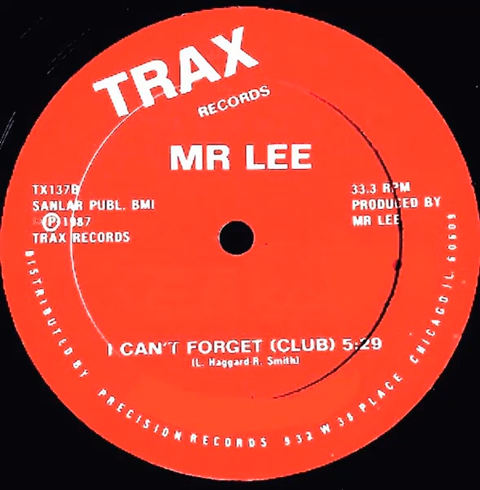 TRAX
RECORDS
MR LEE
TX137B
SANLAR PUBL. BMI
Ⓟ 1987
TRAX RECORDS
33.3 RPM
PRODUCED BY
MR LEE
I CAN'T FORGET (CLUB) 5:29
(L. Haggard-R. Smith)
DISTRIBUTED BY PRECISION RECORDS 932 W 38 PLACE CHICAGO IL 60609